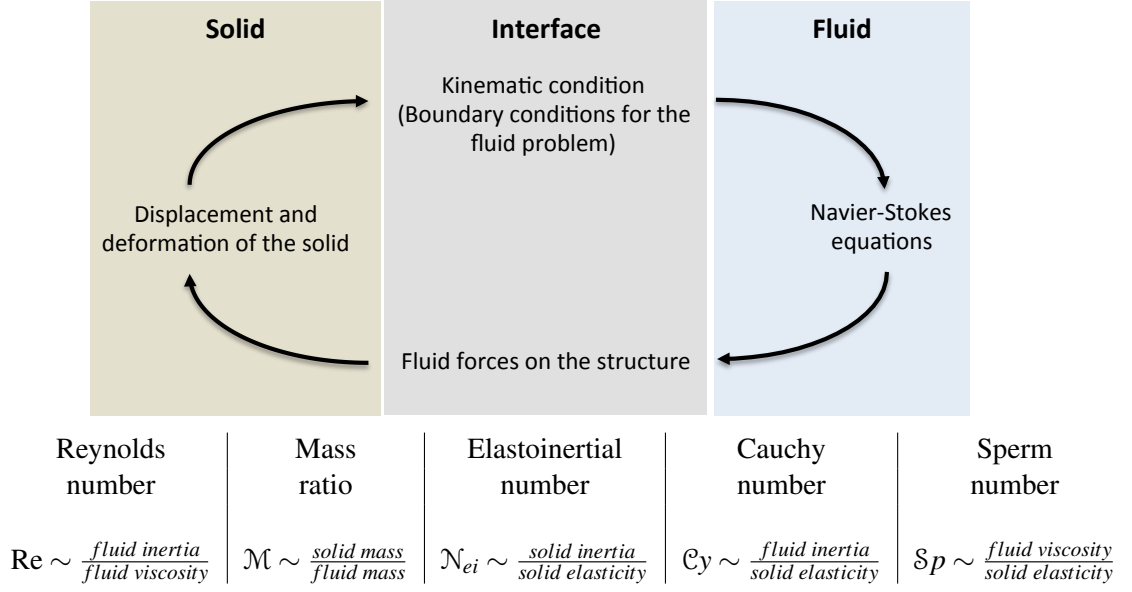 Solid
Interface
Fluid
Kinematic condition
(Boundary conditions for the
fluid problem)
Displacement and
deformation of the solid
Navier-Stokes
equations
Fluid forces on the structure
Reynolds
number
Mass
ratio
Elastoinertial
number
Cauchy
number
Sperm
number
Re ∼ fluid inertia / fluid viscosity
ℳ ∼ solid mass / fluid mass
𝒩ei ∼ solid inertia / solid elasticity
𝒞y ∼ fluid inertia / solid elasticity
𝒮p ∼ fluid viscosity / solid elasticity